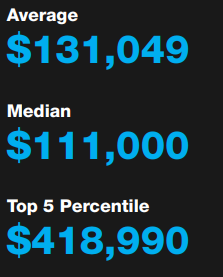 Average
$131,049
Median
$111,000
Top 5 Percentile
$418,990